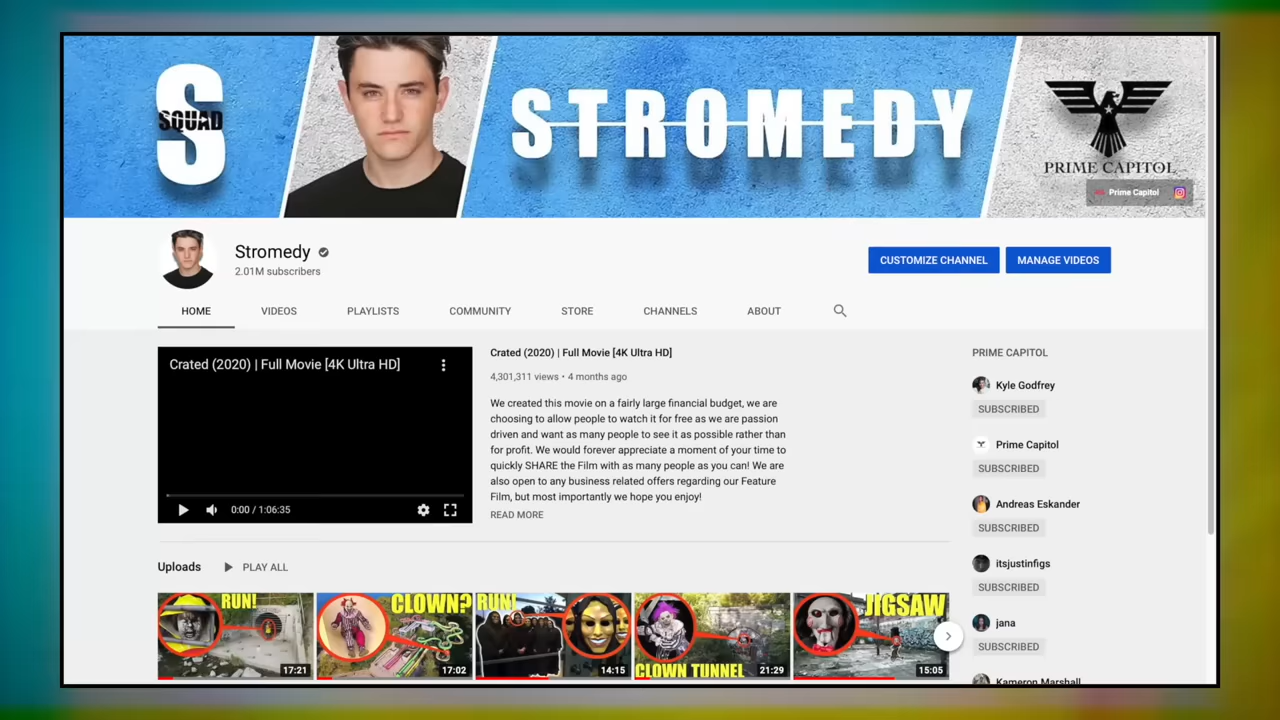 S
SQUAD
STROMEDY
PRIME CAPITOL
Prime Capitol
Stromedy
2.01M subscribers
CUSTOMIZE CHANNEL
MANAGE VIDEOS
HOME
VIDEOS
PLAYLISTS
COMMUNITY
STORE
CHANNELS
ABOUT
Crated (2020) | Full Movie [4K Ultra HD]
0:00 / 1:06:35
Crated (2020) | Full Movie [4K Ultra HD]
4,301,311 views • 4 months ago
We created this movie on a fairly large financial budget, we are
choosing to allow people to watch it for free as we are passion
driven and want as many people to see it as possible rather than
for profit. We would forever appreciate a moment of your time to
quickly SHARE the Film with as many people as you can! We are
also open to any business related offers regarding our Feature
Film, but most importantly we hope you enjoy!
READ MORE
PRIME CAPITOL
Kyle Godfrey
SUBSCRIBED
Prime Capitol
SUBSCRIBED
Andreas Eskander
SUBSCRIBED
itsjustinfigs
SUBSCRIBED
jana
SUBSCRIBED
Kameron Marshall
Uploads
PLAY ALL
RUN!
17:21
CLOWN?
17:02
RUN!
14:15
CLOWN TUNNEL
21:29
JIGSAW
15:05